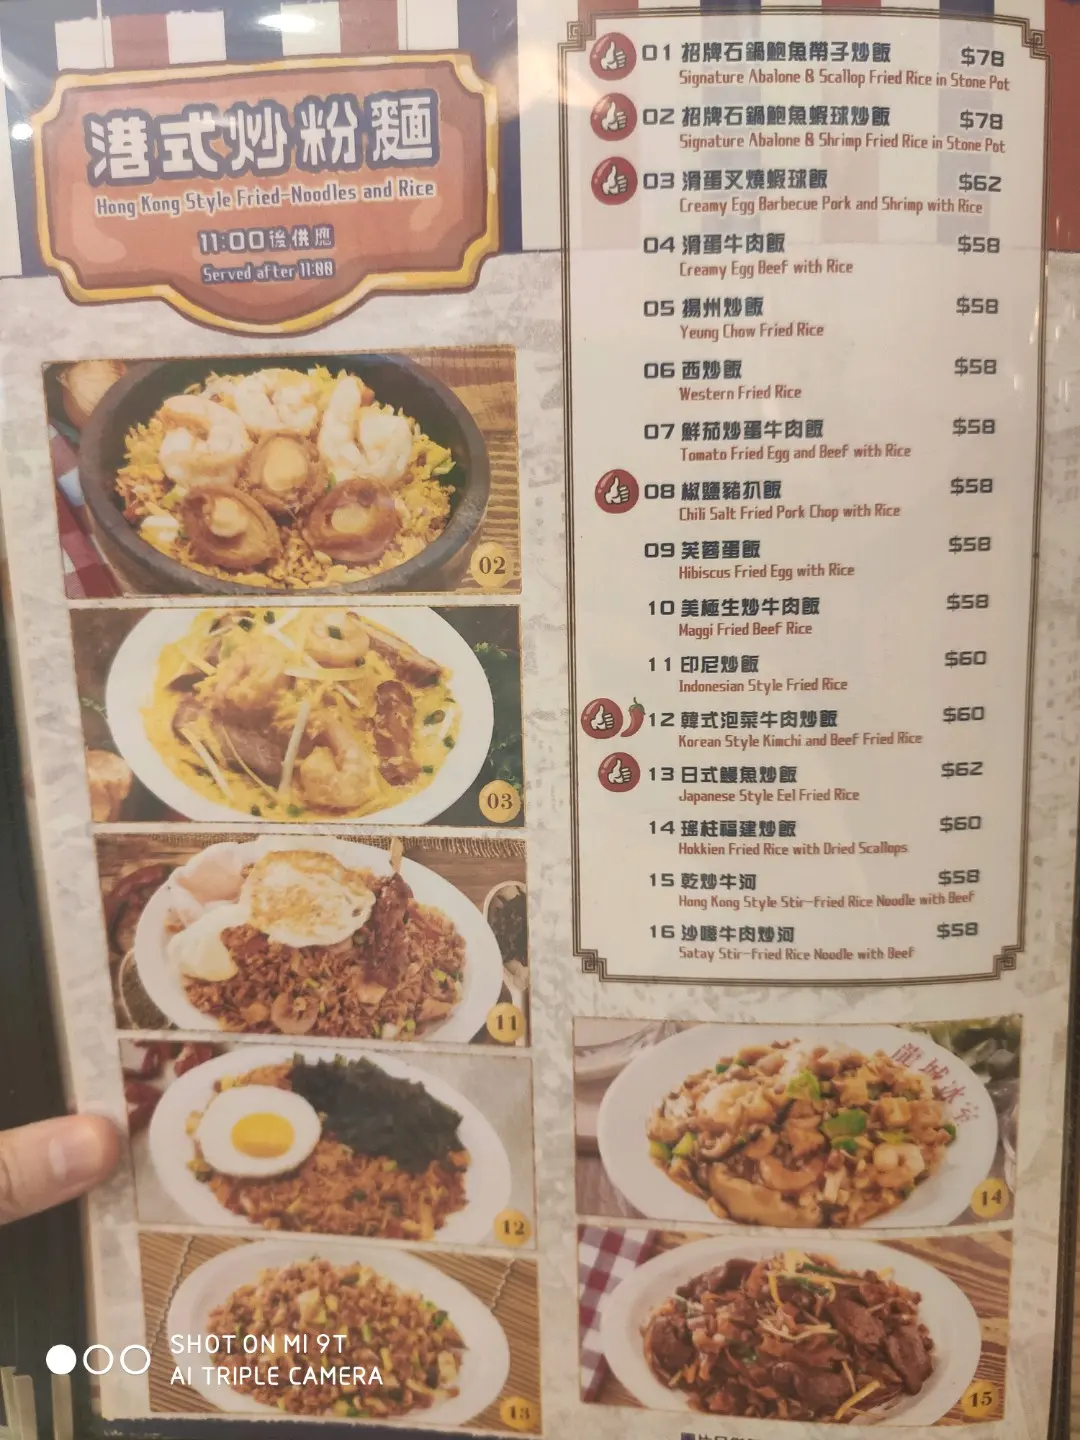 港式炒粉麵
Hong Kong Style Fried-Noodles and Rice
11:00後供應
Served after 11:00
01 招牌石鍋鮑魚帶子炒飯 $78
Signature Abalone & Scallop Fried Rice in Stone Pot
02 招牌石鍋鮑魚蝦球炒飯 $78
Signature Abalone & Shrimp Fried Rice in Stone Pot
03 滑蛋叉燒蝦球飯 $62
Creamy Egg Barbecue Pork and Shrimp with Rice
04 滑蛋牛肉飯 $58
Creamy Egg Beef with Rice
05 揚州炒飯 $58
Yeung Chow Fried Rice
06 西炒飯 $58
Western Fried Rice
07 鮮茄炒蛋牛肉飯 $58
Tomato Fried Egg and Beef with Rice
08 椒鹽豬扒飯 $58
Chili Salt Fried Pork Chop with Rice
09 芙蓉蛋飯 $58
Hibiscus Fried Egg with Rice
10 美極生炒牛肉飯 $58
Maggi Fried Beef Rice
11 印尼炒飯 $60
Indonesian Style Fried Rice
12 韓式泡菜牛肉炒飯 $60
Korean Style Kimchi and Beef Fried Rice
13 日式鰻魚炒飯 $62
Japanese Style Eel Fried Rice
14 瑤柱福建炒飯 $60
Hokkien Fried Rice with Dried Scallops
15 乾炒牛河 $58
Hong Kong Style Stir-Fried Rice Noodle with Beef
16 沙嗲牛肉炒河 $58
Satay Stir-Fried Rice Noodle with Beef
02
03
11
12
13
龍城冰室
14
15
SHOT ON MI 9T
AI TRIPLE CAMERA